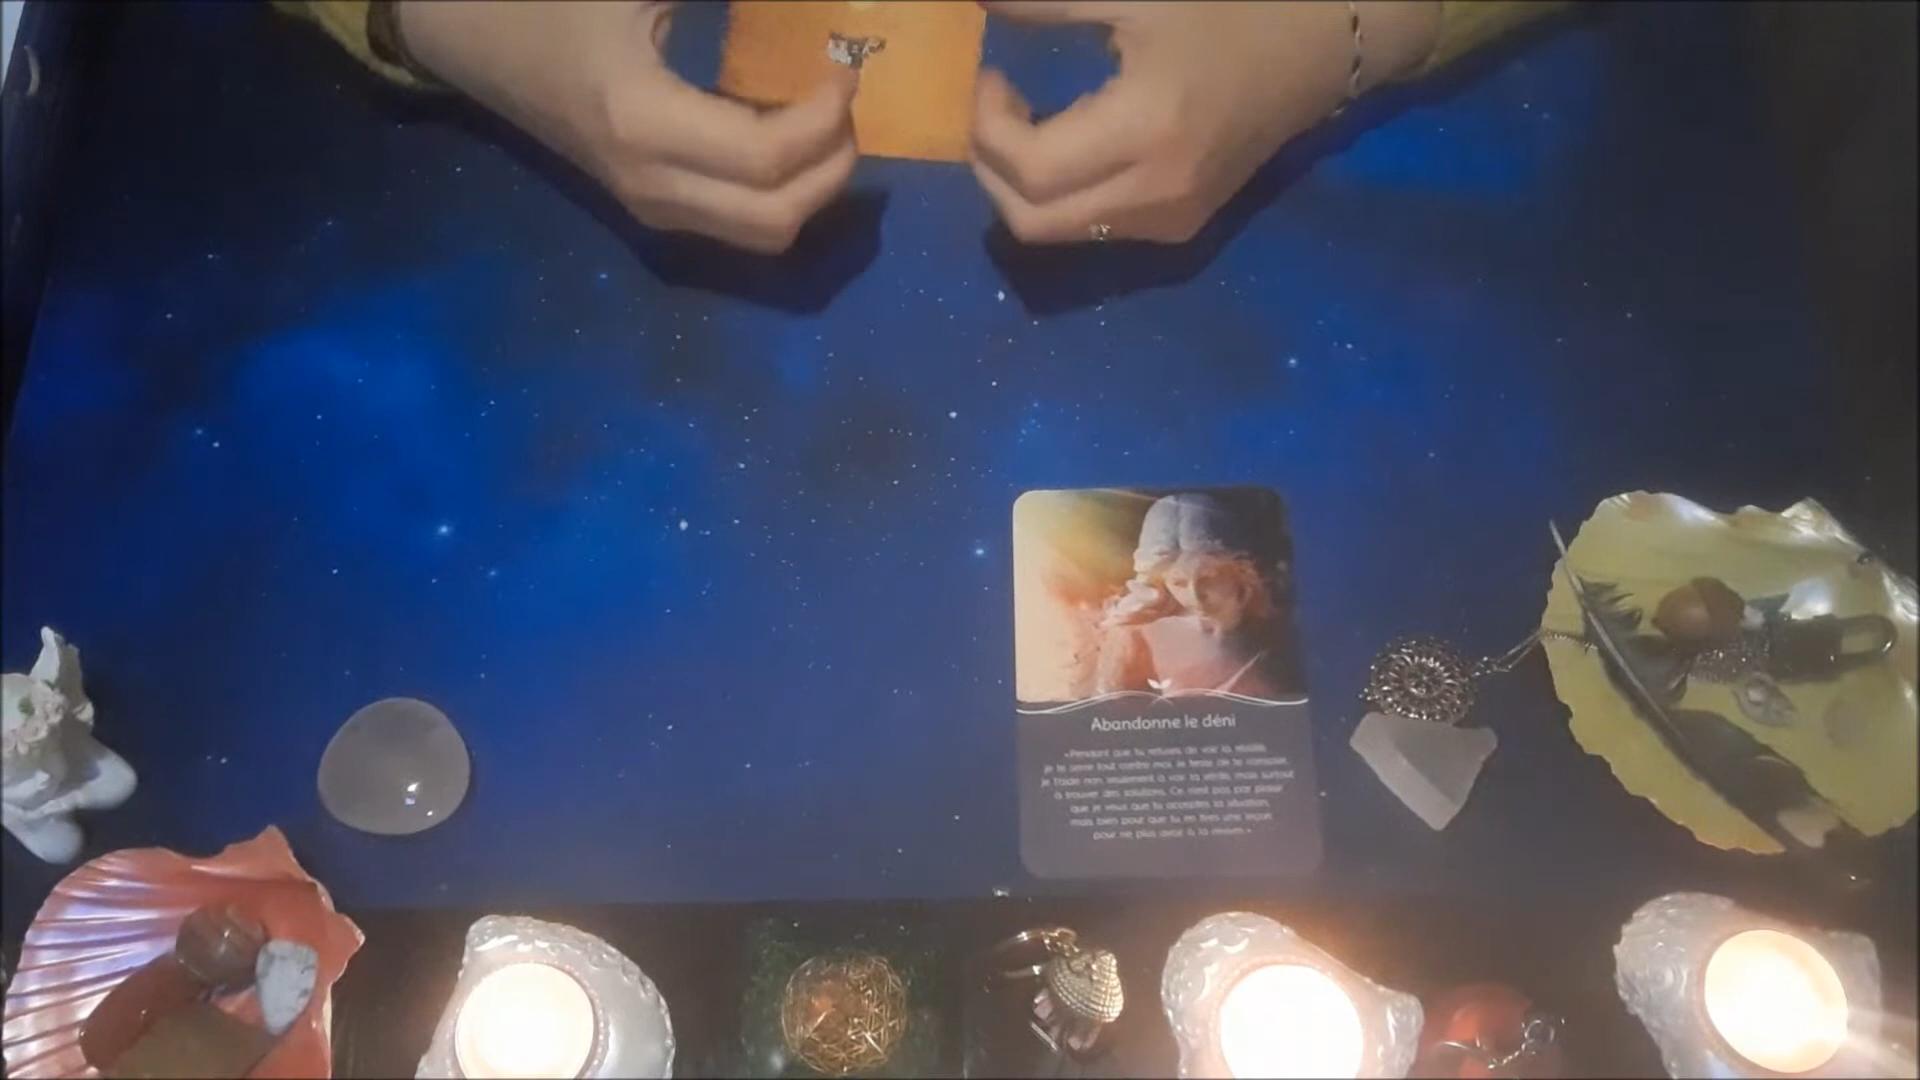 Abandonne le déni
« Pendant que tu refuses de voir la réalité,
je te serre tout contre moi. Je tente de te consoler.
Je t'aide non seulement à voir la vérité, mais surtout
à trouver des solutions. Ce n'est pas par plaisir
que je veux que tu acceptes la situation,
mais bien pour que tu en tires une leçon
pour ne plus avoir à la revivre. »